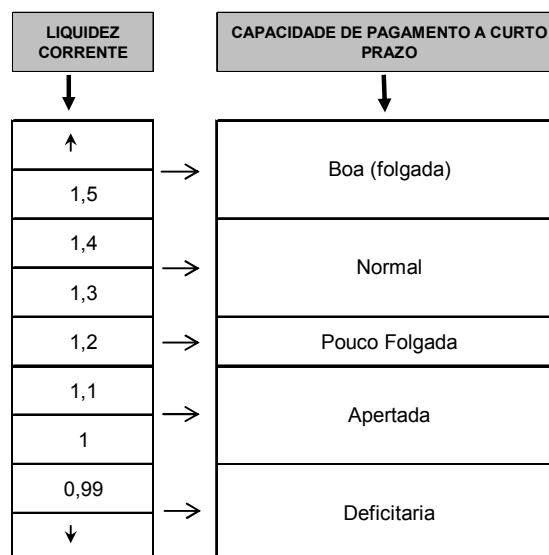 LIQUIDEZ
CORRENTE
CAPACIDADE DE PAGAMENTO A CURTO
PRAZO
1,5
Boa (folgada)
1,4
1,3
Normal
1,2
Pouco Folgada
1,1
1
Apertada
0,99
Deficitaria